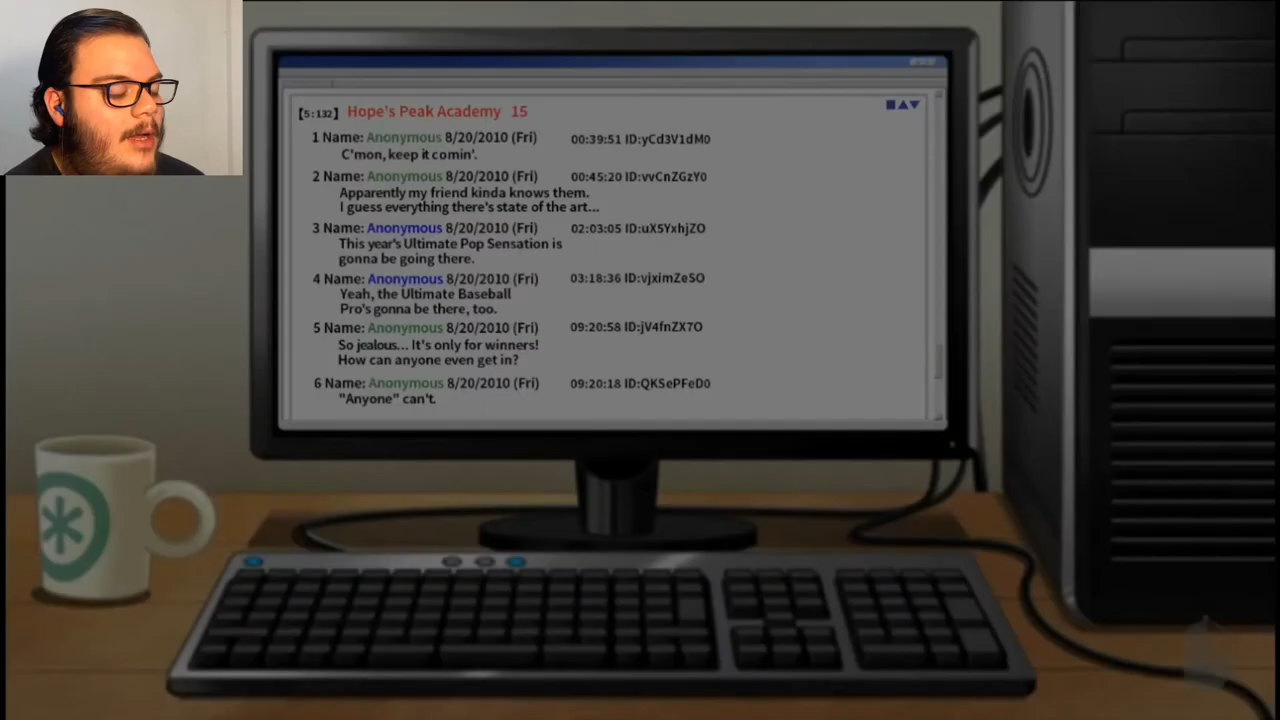 [5:132] Hope's Peak Academy 15
1 Name: Anonymous 8/20/2010 (Fri) 00:39:51 ID:yCd3V1dM0
C'mon, keep it comin'.
2 Name: Anonymous 8/20/2010 (Fri) 00:45:20 ID:vvCnZGzY0
Apparently my friend kinda knows them.
I guess everything there's state of the art...
3 Name: Anonymous 8/20/2010 (Fri) 02:03:05 ID:uX5YxhjZO
This year's Ultimate Pop Sensation is
gonna be going there.
4 Name: Anonymous 8/20/2010 (Fri) 03:18:36 ID:vjximZeSO
Yeah, the Ultimate Baseball
Pro's gonna be there, too.
5 Name: Anonymous 8/20/2010 (Fri) 09:20:58 ID:jV4fnZX7O
So jealous... It's only for winners!
How can anyone even get in?
6 Name: Anonymous 8/20/2010 (Fri) 09:20:18 ID:QKSePFeD0
"Anyone" can't.